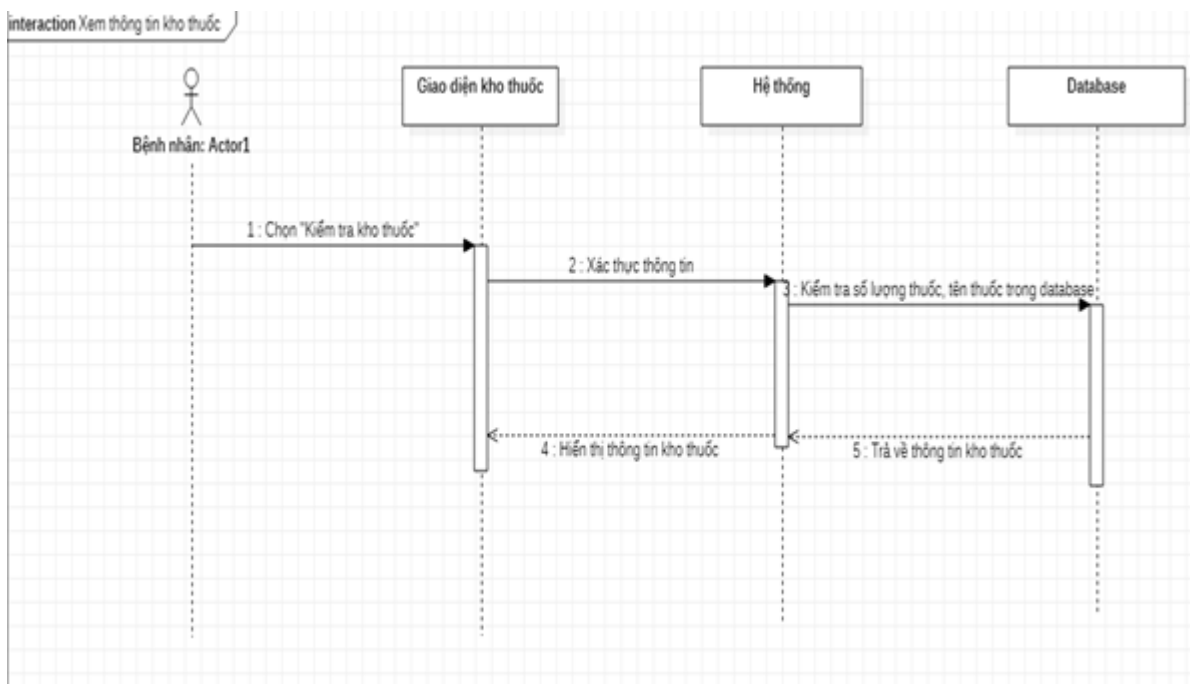 interaction Xem thông tin kho thuốc
Giao diện kho thuốc
Hệ thống
Database
Bệnh nhân: Actor1
1 : Chọn "Kiểm tra kho thuốc"
2 : Xác thực thông tin
3 : Kiểm tra số lượng thuốc, tên thuốc trong database
4 : Hiển thị thông tin kho thuốc
5 : Trả về thông tin kho thuốc